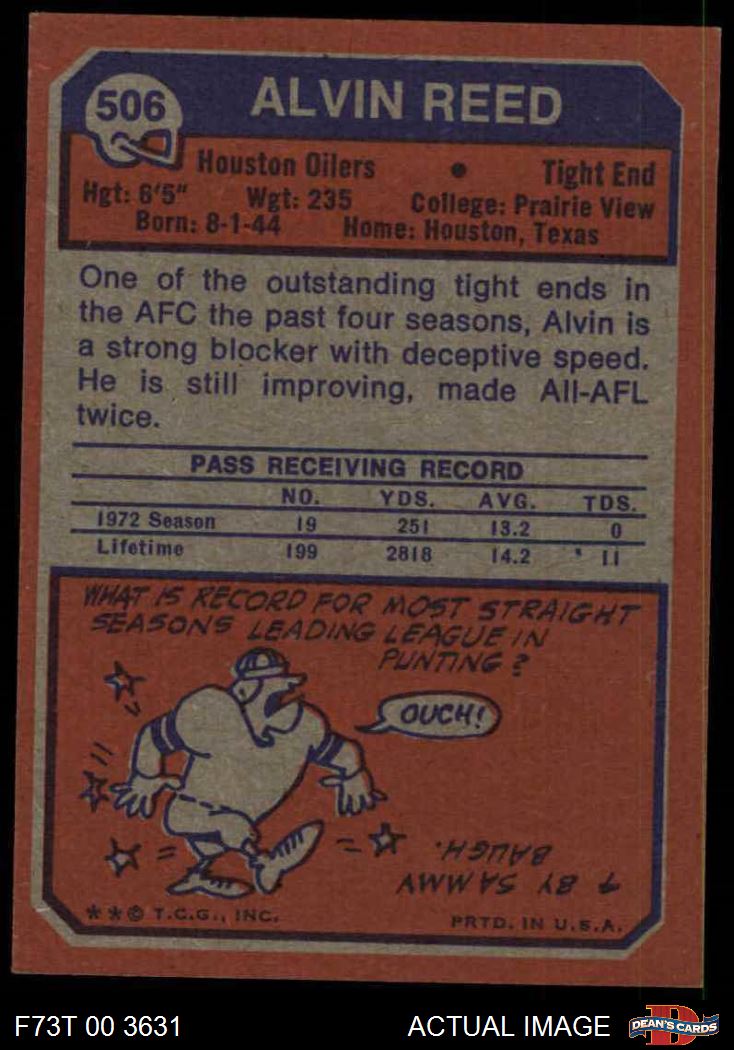 506
ALVIN REED
Houston Oilers • Tight End
Hgt: 6'5" Wgt: 235 College: Prairie View
Born: 8-1-44 Home: Houston, Texas
One of the outstanding tight ends in
the AFC the past four seasons, Alvin is
a strong blocker with deceptive speed.
He is still improving, made All-AFL
twice.
PASS RECEIVING RECORD
NO. YDS. AVG. TDS.
1972 Season 19 251 13.2 0
Lifetime 199 2818 14.2 11
WHAT IS RECORD FOR MOST STRAIGHT
SEASONS LEADING LEAGUE IN
PUNTING?
OUCH!
4 BY SAMMY
BAUGH.
**© T.C.G., INC. PRTD. IN U.S.A.
F73T 00 3631 ACTUAL IMAGE
D
DEAN'S CARDS